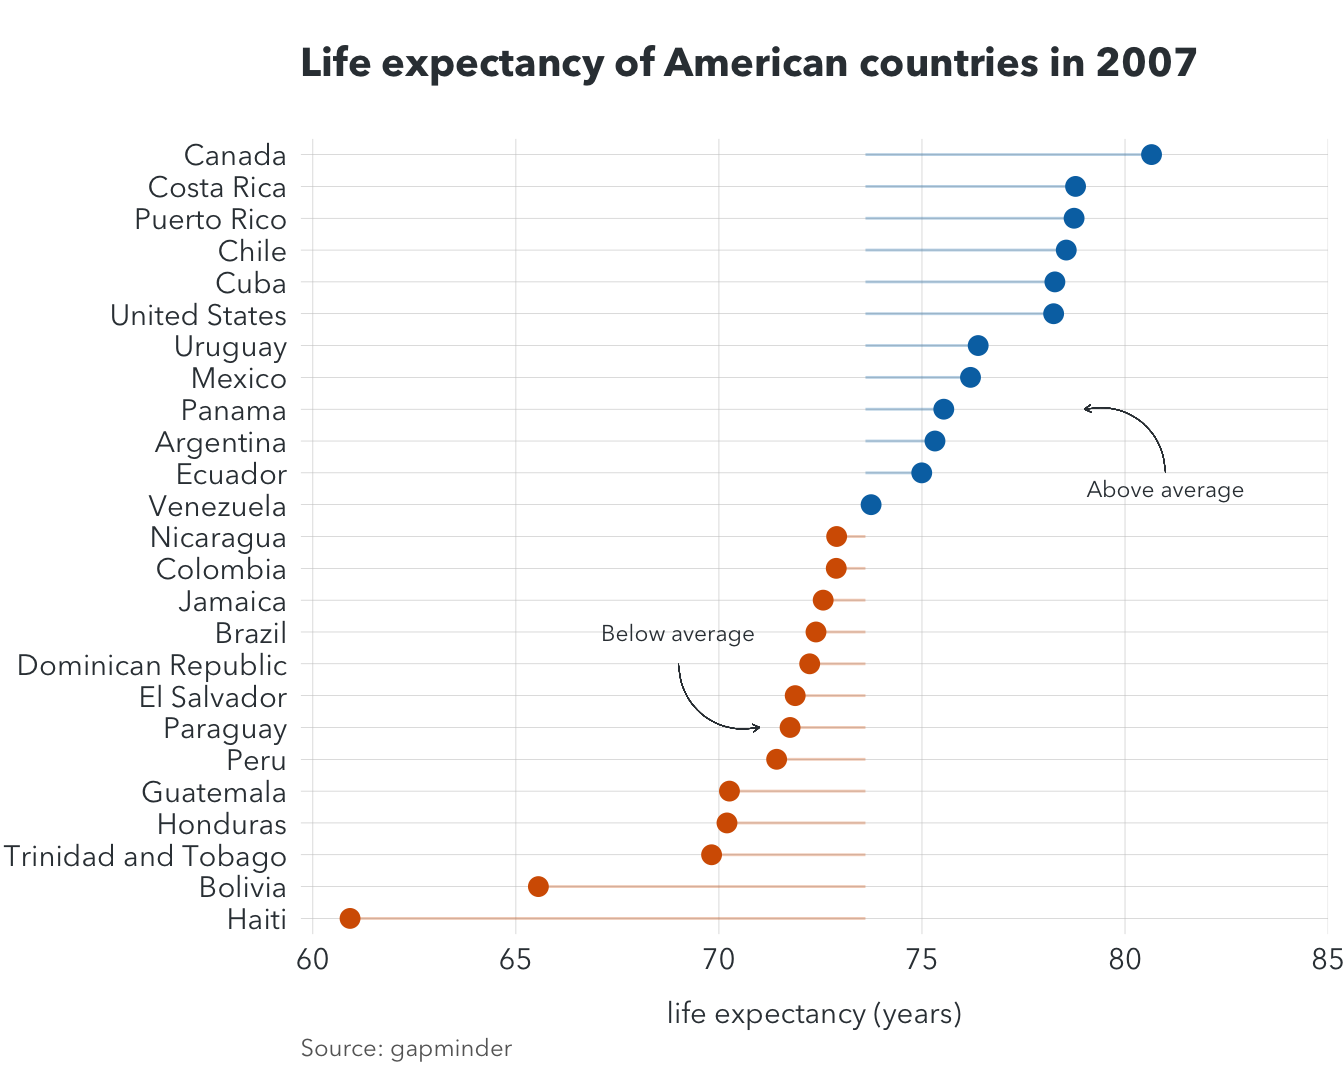 Life expectancy of American countries in 2007
Canada
Costa Rica
Puerto Rico
Chile
Cuba
United States
Uruguay
Mexico
Panama
Argentina
Ecuador
Above average
Venezuela
Nicaragua
Colombia
Jamaica
Brazil
Below average
Dominican Republic
El Salvador
Paraguay
Peru
Guatemala
Honduras
Trinidad and Tobago
Bolivia
Haiti
60 65 70 75 80 85
life expectancy (years)
Source: gapminder